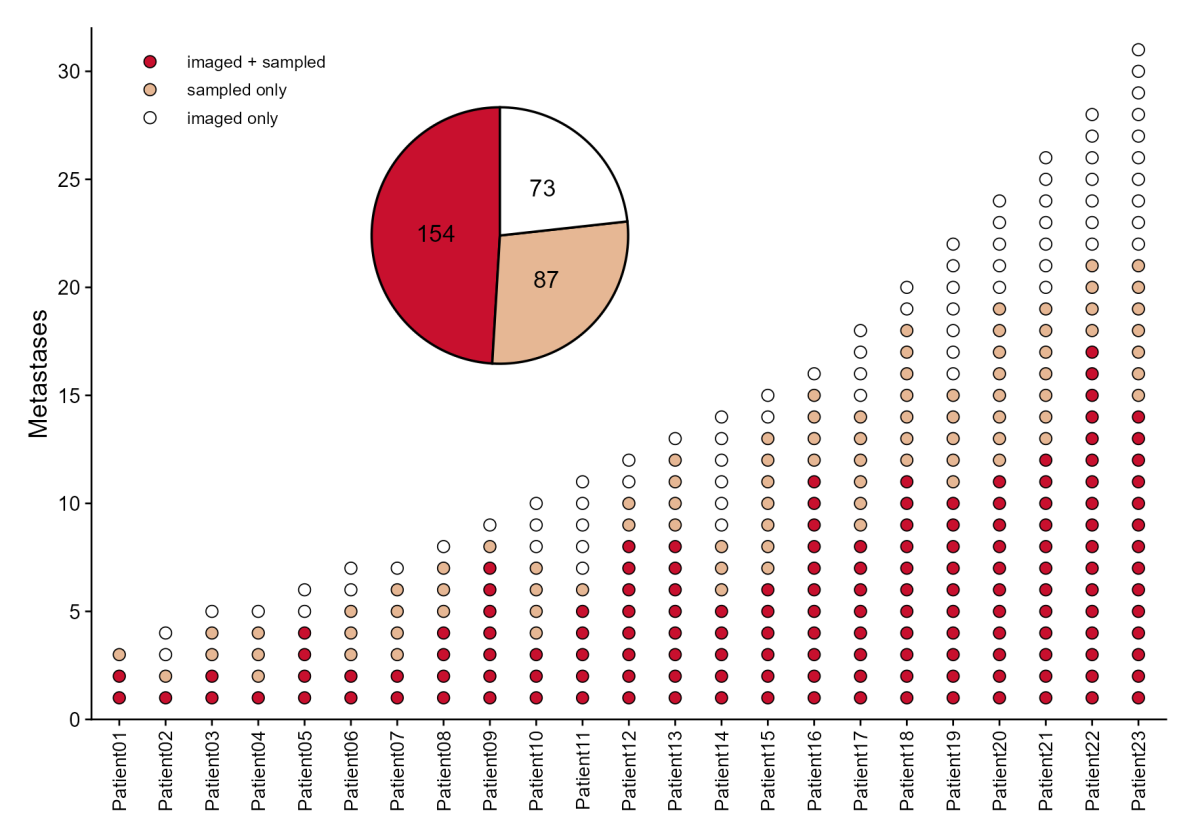 imaged + sampled
sampled only
imaged only
73
154
87
Metastases
30
25
20
15
10
5
0
Patient01
Patient02
Patient03
Patient04
Patient05
Patient06
Patient07
Patient08
Patient09
Patient10
Patient11
Patient12
Patient13
Patient14
Patient15
Patient16
Patient17
Patient18
Patient19
Patient20
Patient21
Patient22
Patient23